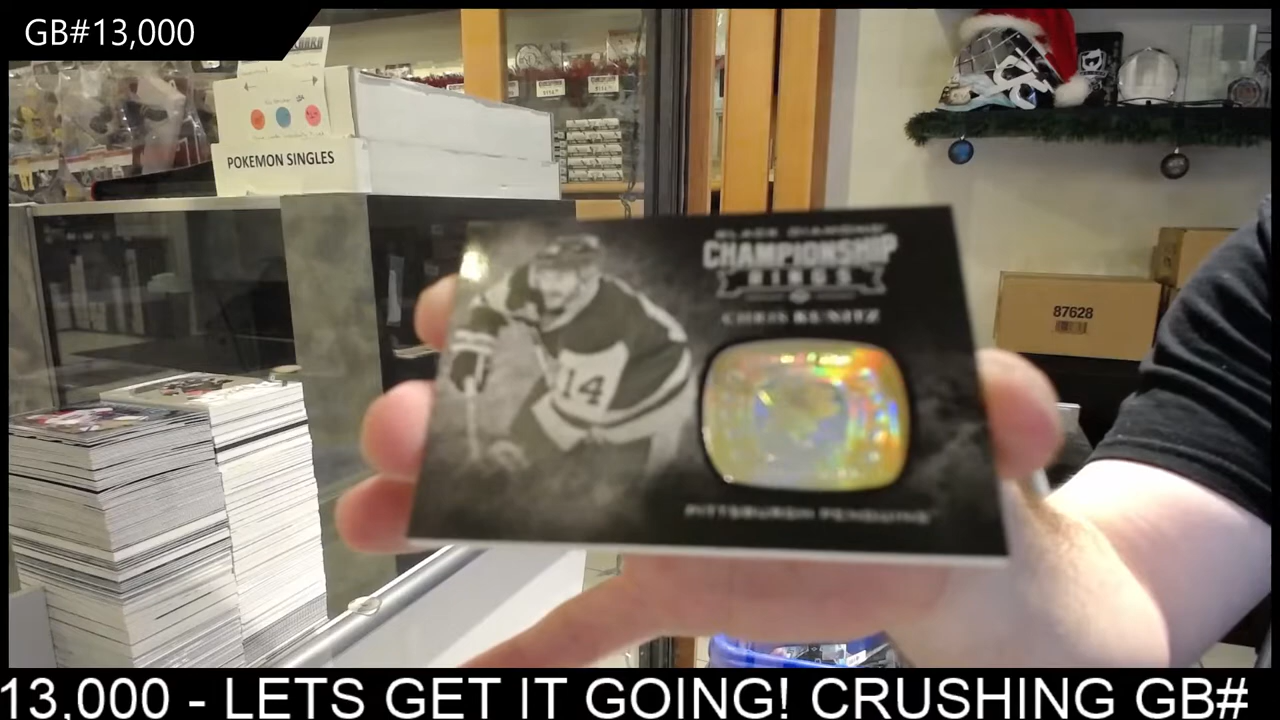 GB#13,000
POKEMON SINGLES
BLACK DIAMOND
CHAMPIONSHIP
RINGS
CHRIS KUNITZ
14
PITTSBURGH PENGUINS
87628
13,000 - LETS GET IT GOING! CRUSHING GB#